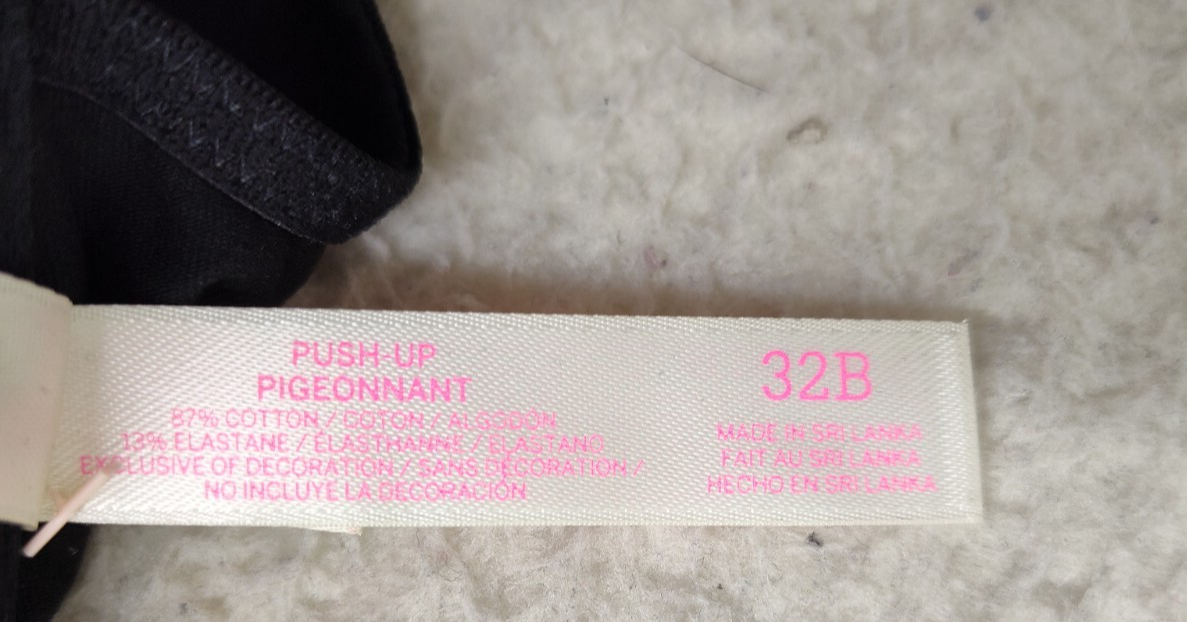 PUSH-UP
PIGEONNANT
87% COTTON / COTON / ALGODÓN
13% ELASTANE / ÉLASTHANNE / ELASTANO
EXCLUSIVE OF DECORATION / SANS DÉCORATION /
NO INCLUYE LA DECORACIÓN
32B
MADE IN SRI LANKA
FAIT AU SRI LANKA
HECHO EN SRI LANKA